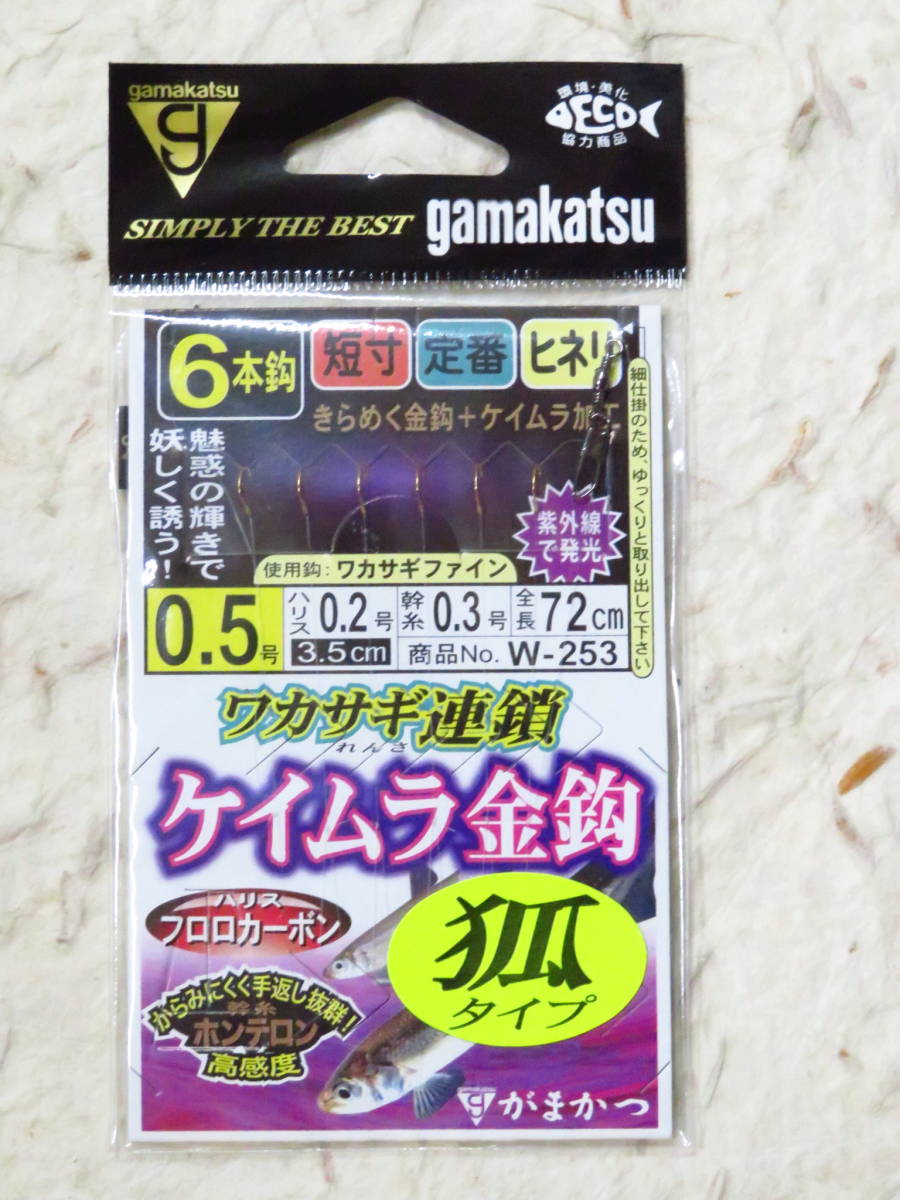 gamakatsu
SIMPLY THE BEST
gamakatsu
環境・美化
DECO
協力商品
6本鈎
短寸
定番
ヒネリ
きらめく金鈎+ケイムラ加工
魅惑の輝きで
妖しく誘う!
紫外線
で発光
細仕掛のため、ゆっくりと取り出して下さい
使用鈎:ワカサギファイン
0.5号
ハリス0.2号
3.5cm
幹糸0.3号
全長72cm
商品No. W-253
ワカサギ連鎖
れんさ
ケイムラ金鈎
ハリス
フロロカーボン
狐
タイプ
からみにくく手返し抜群!
幹糸
ホンテロン
高感度
がまかつ